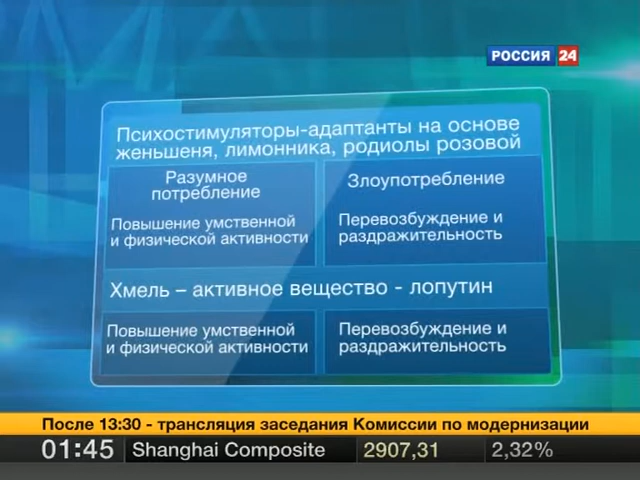 РОССИЯ 24
Психостимуляторы-адаптанты на основе
женьшеня, лимонника, родиолы розовой
Разумное
потребление
Злоупотребление
Повышение умственной
и физической активности
Перевозбуждение и
раздражительность
Хмель – активное вещество - лопутин
Повышение умственной
и физической активности
Перевозбуждение и
раздражительность
После 13:30 - трансляция заседания Комиссии по модернизации
01:45 Shanghai Composite 2907,31 2,32%